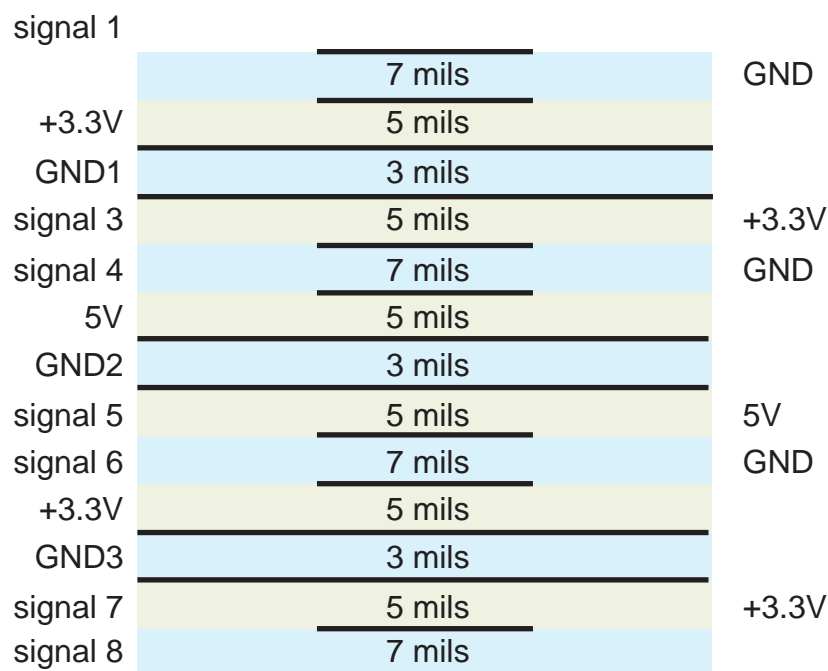 signal 1
7 mils GND
+3.3V 5 mils
GND1 3 mils
signal 3 5 mils +3.3V
signal 4 7 mils GND
5V 5 mils
GND2 3 mils
signal 5 5 mils 5V
signal 6 7 mils GND
+3.3V 5 mils
GND3 3 mils
signal 7 5 mils +3.3V
signal 8 7 mils